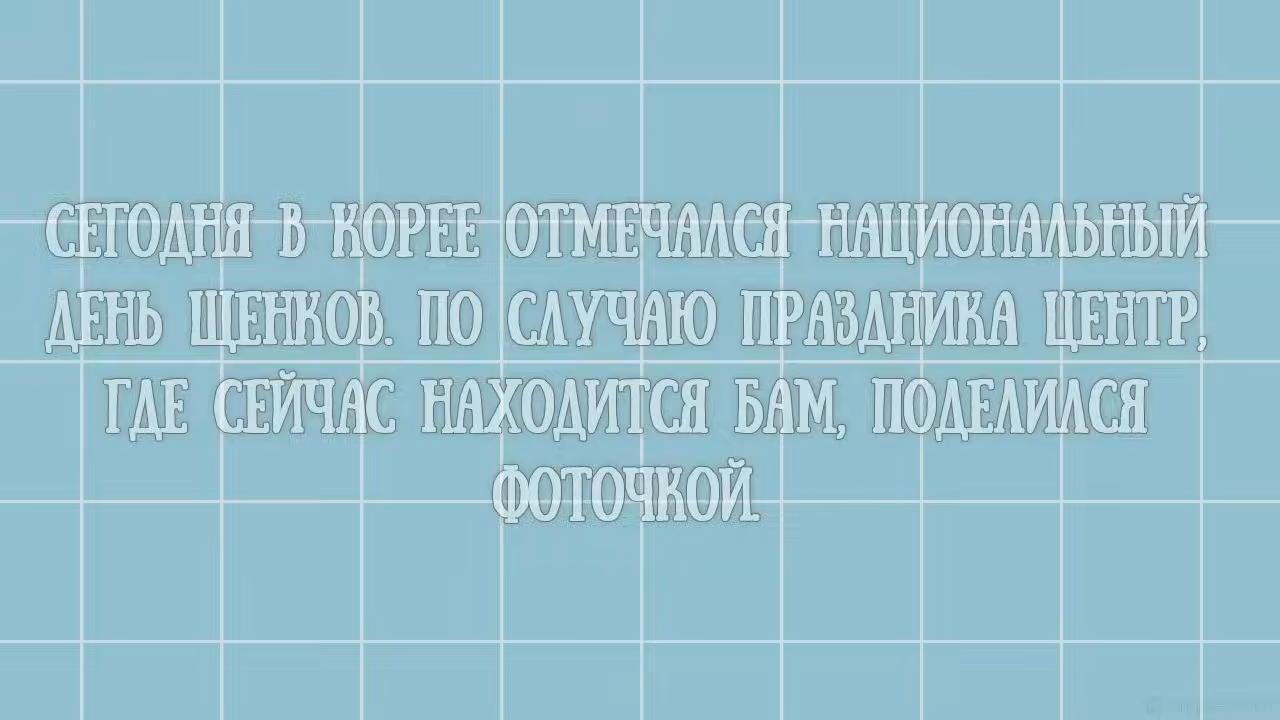 СЕГОДНЯ В КОРЕЕ ОТМЕЧАЛСЯ НАЦИОНАЛЬНЫЙ
ДЕНЬ ЩЕНКОВ. ПО СЛУЧАЮ ПРАЗДНИКА ЦЕНТР,
ГДЕ СЕЙЧАС НАХОДИТСЯ БАМ, ПОДЕЛИЛСЯ
ФОТОЧКОЙ.